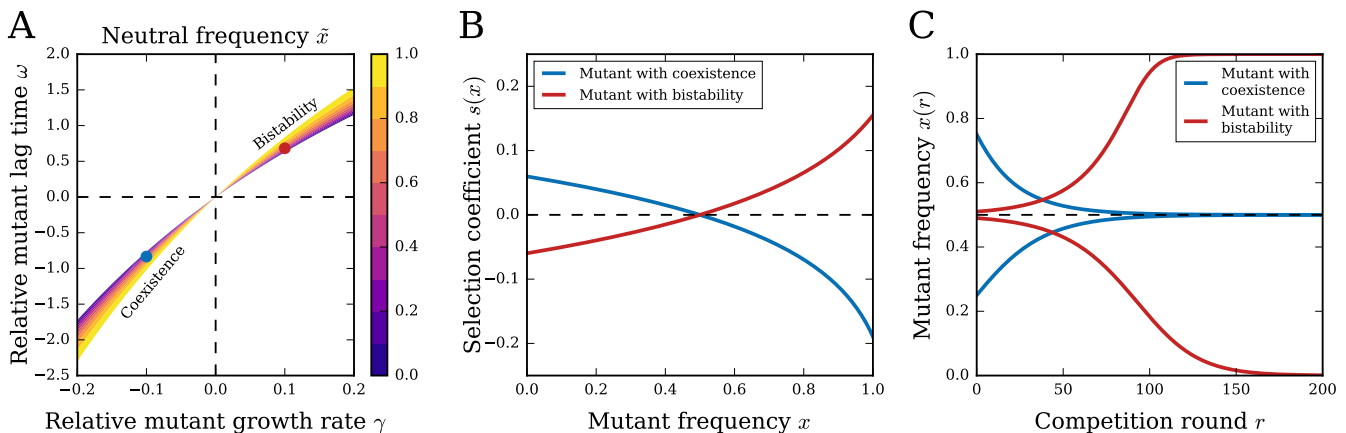 A
Neutral frequency x̃
Relative mutant lag time ω
2.0
1.5
1.0
0.5
0.0
−0.5
−1.0
−1.5
−2.0
−2.5
Bistability
Coexistence
−0.2
−0.1
0.0
0.1
0.2
Relative mutant growth rate γ
1.0
0.8
0.6
0.4
0.2
0.0
B
Selection coefficient s(x)
0.2
0.1
0.0
−0.1
−0.2
Mutant with coexistence
Mutant with bistability
0.0
0.2
0.4
0.6
0.8
1.0
Mutant frequency x
C
Mutant frequency x(r)
1.0
0.8
0.6
0.4
0.2
0.0
Mutant with
coexistence
Mutant with
bistability
0
50
100
150
200
Competition round r